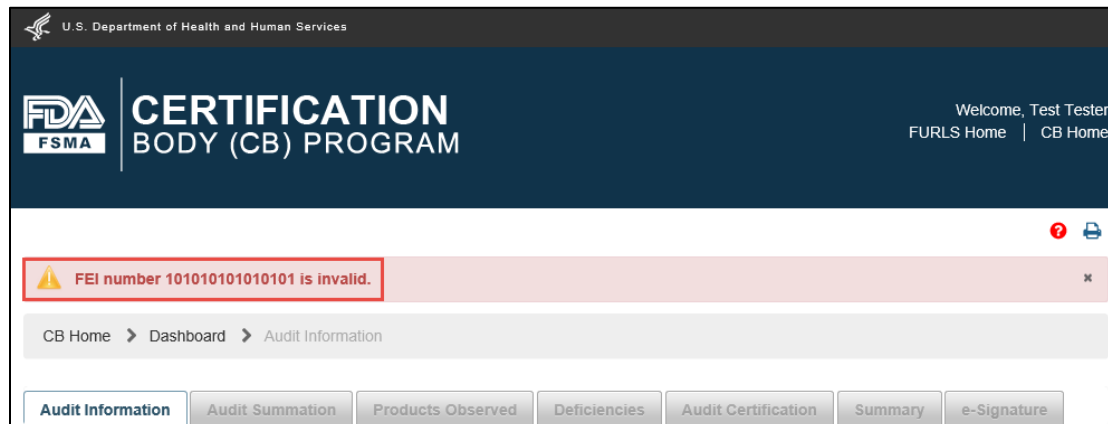 U.S. Department of Health and Human Services
FDA
FSMA
CERTIFICATION
BODY (CB) PROGRAM
Welcome, Test Tester
FURLS Home | CB Home
?
FEI number 101010101010101 is invalid.
×
CB Home > Dashboard > Audit Information
Audit Information Audit Summation Products Observed Deficiencies Audit Certification Summary e-Signature